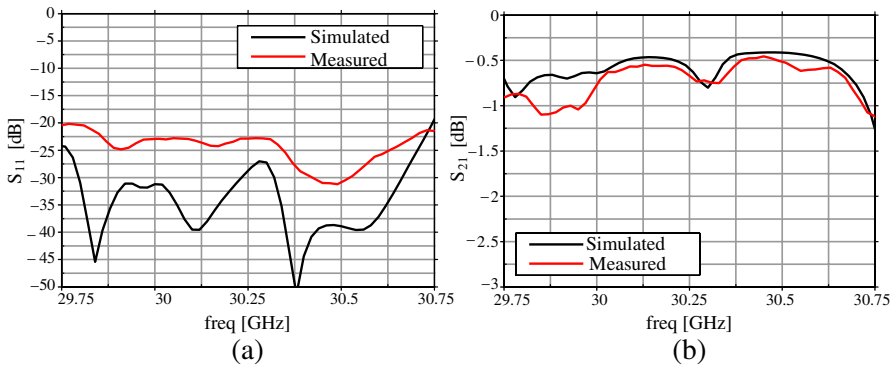 0
−5
−11
−15
−20
−25
−30
−35
−40
−45
−50
S11 [dB]
Simulated
Measured
29.75
30
30.25
30.5
30.75
freq [GHz]
(a)
21
−0.5
−1
−1.5
−2
−2.5
−3
S21 [dB]
Simulated
Measured
29.75
30
30.25
30.5
30.75
freq [GHz]
(b)